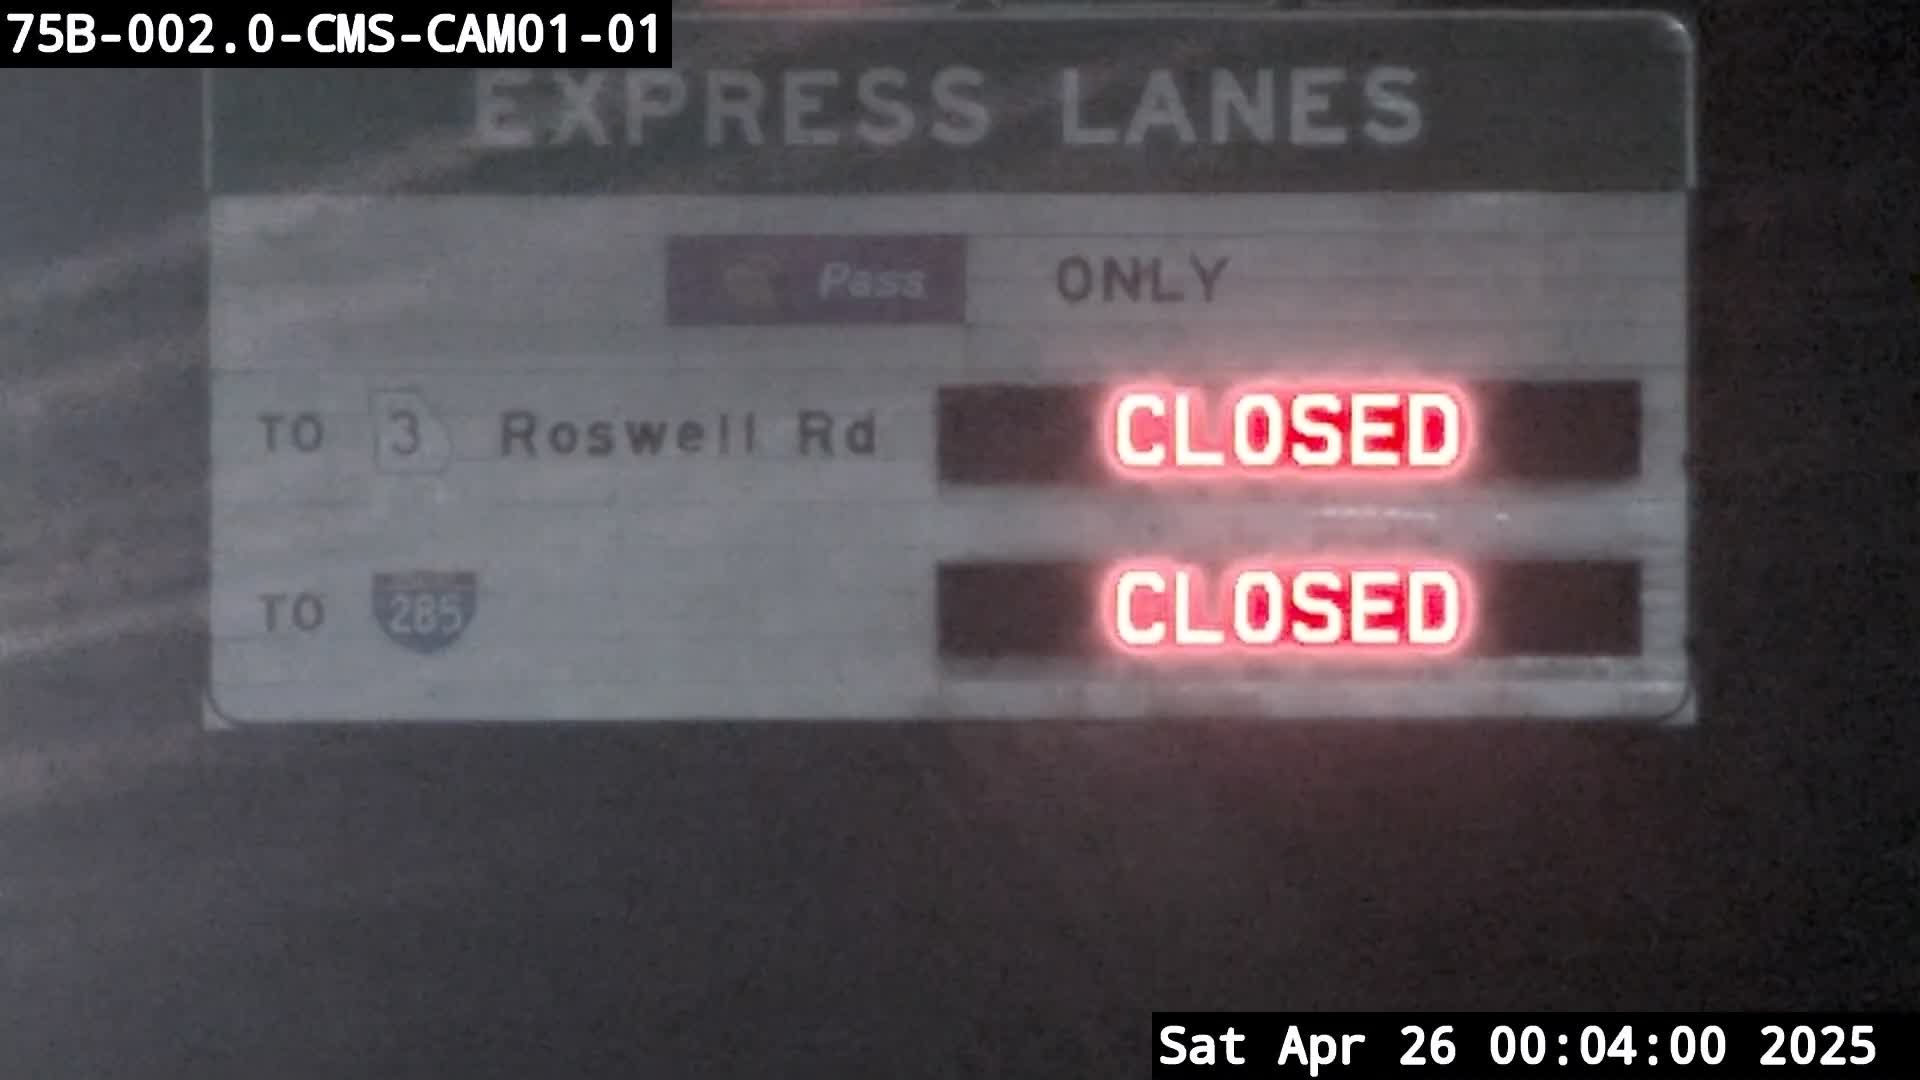 75B-002.0-CMS-CAM01-01
EXPRESS LANES
Pass ONLY
TO 3 Roswell Rd CLOSED
TO 285 CLOSED
Sat Apr 26 00:04:00 2025